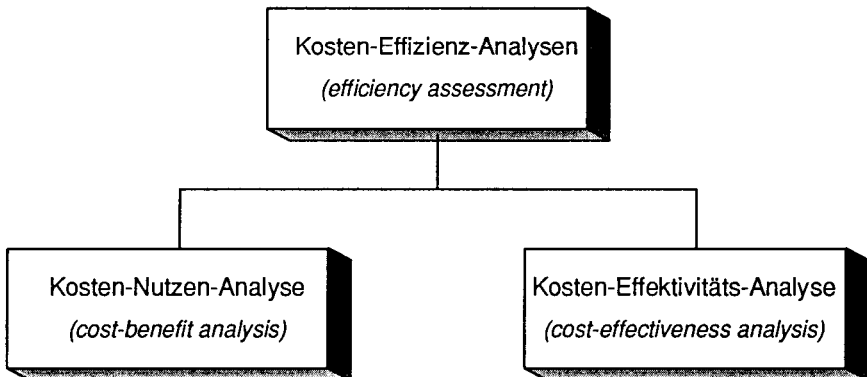 Kosten-Effizienz-Analysen
(efficiency assessment)
Kosten-Nutzen-Analyse
(cost-benefit analysis)
Kosten-Effektivitäts-Analyse
(cost-effectiveness analysis)